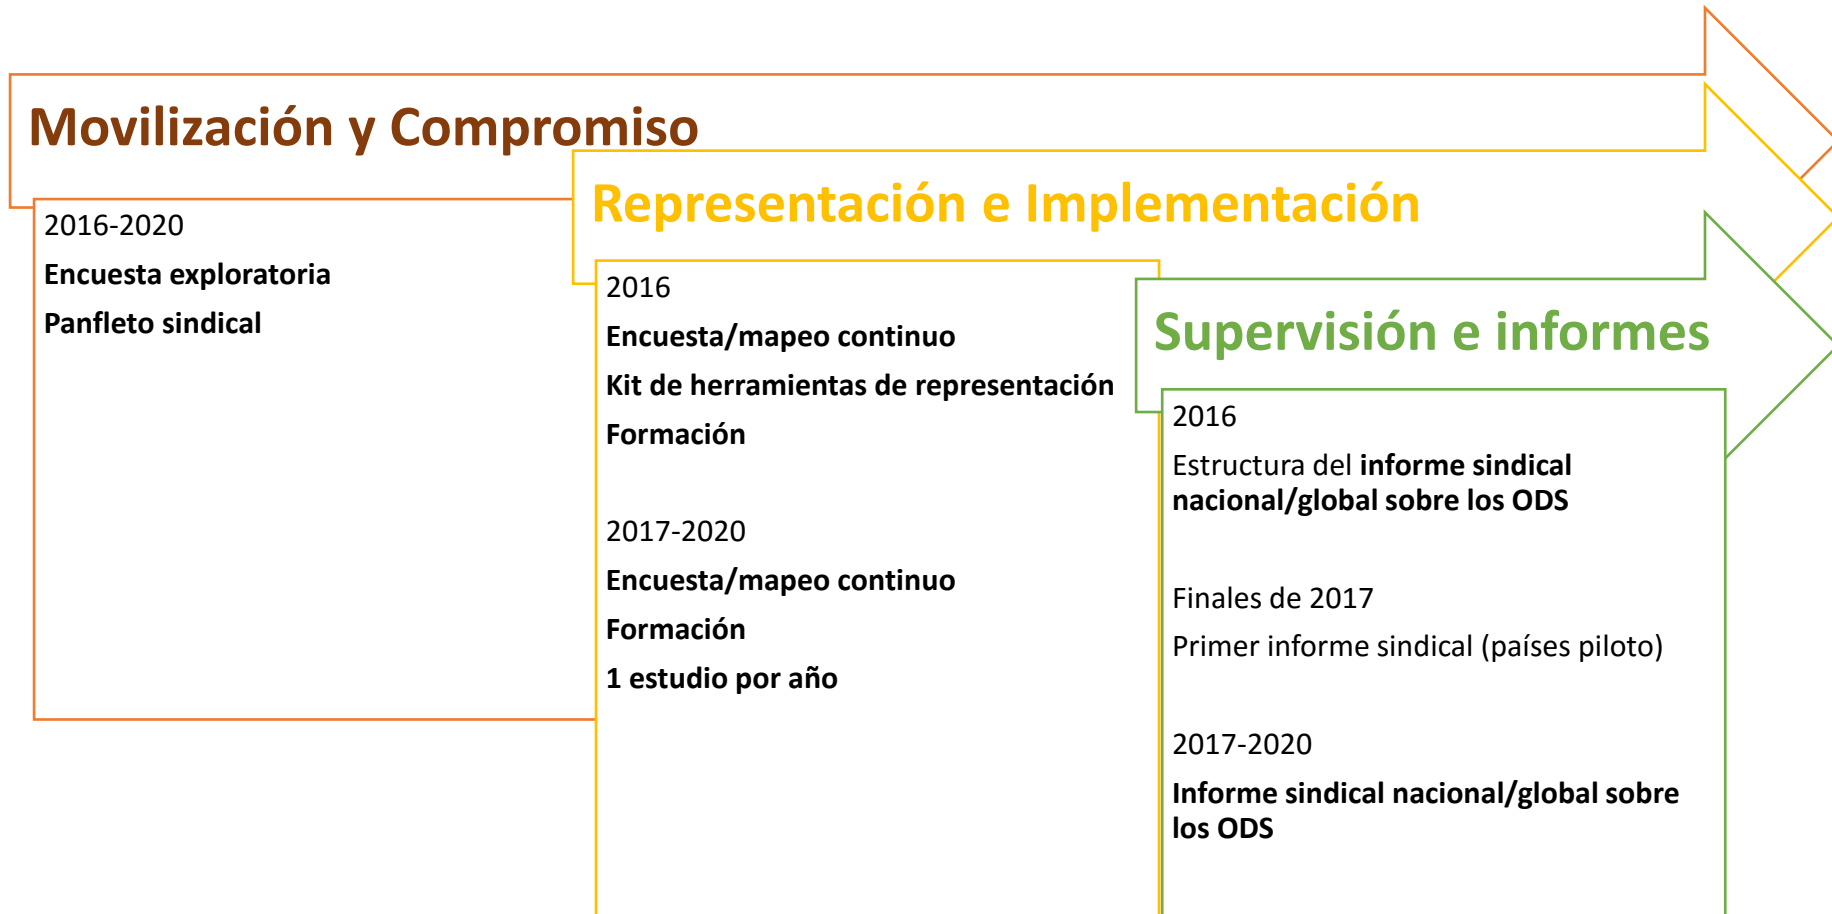 Movilización y Compromiso
2016-2020
Encuesta exploratoria
Panfleto sindical
Representación e Implementación
2016
Encuesta/mapeo continuo
Kit de herramientas de representación
Formación
2017-2020
Encuesta/mapeo continuo
Formación
1 estudio por año
Supervisión e informes
2016
Estructura del informe sindical
nacional/global sobre los ODS
Finales de 2017
Primer informe sindical (países piloto)
2017-2020
Informe sindical nacional/global sobre
los ODS